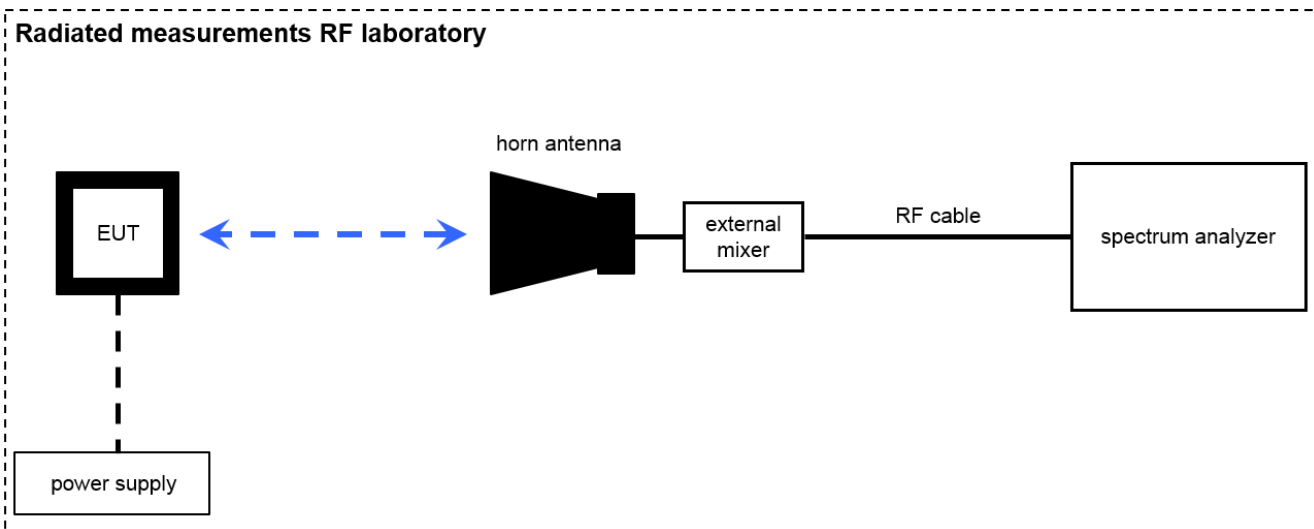 Radiated measurements RF laboratory
horn antenna
EUT
external
mixer
RF cable
spectrum analyzer
power supply